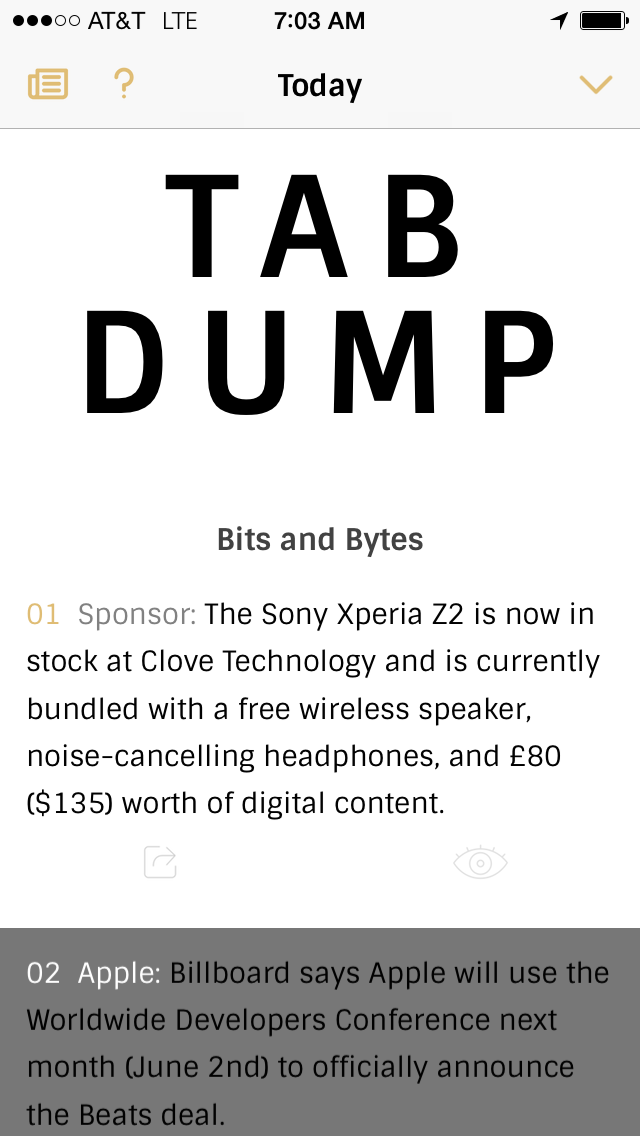 AT&T LTE 7:03 AM
? Today
TAB
DUMP
Bits and Bytes
01 Sponsor: The Sony Xperia Z2 is now in
stock at Clove Technology and is currently
bundled with a free wireless speaker,
noise-cancelling headphones, and £80
($135) worth of digital content.
02 Apple: Billboard says Apple will use the
Worldwide Developers Conference next
month (June 2nd) to officially announce
the Beats deal.